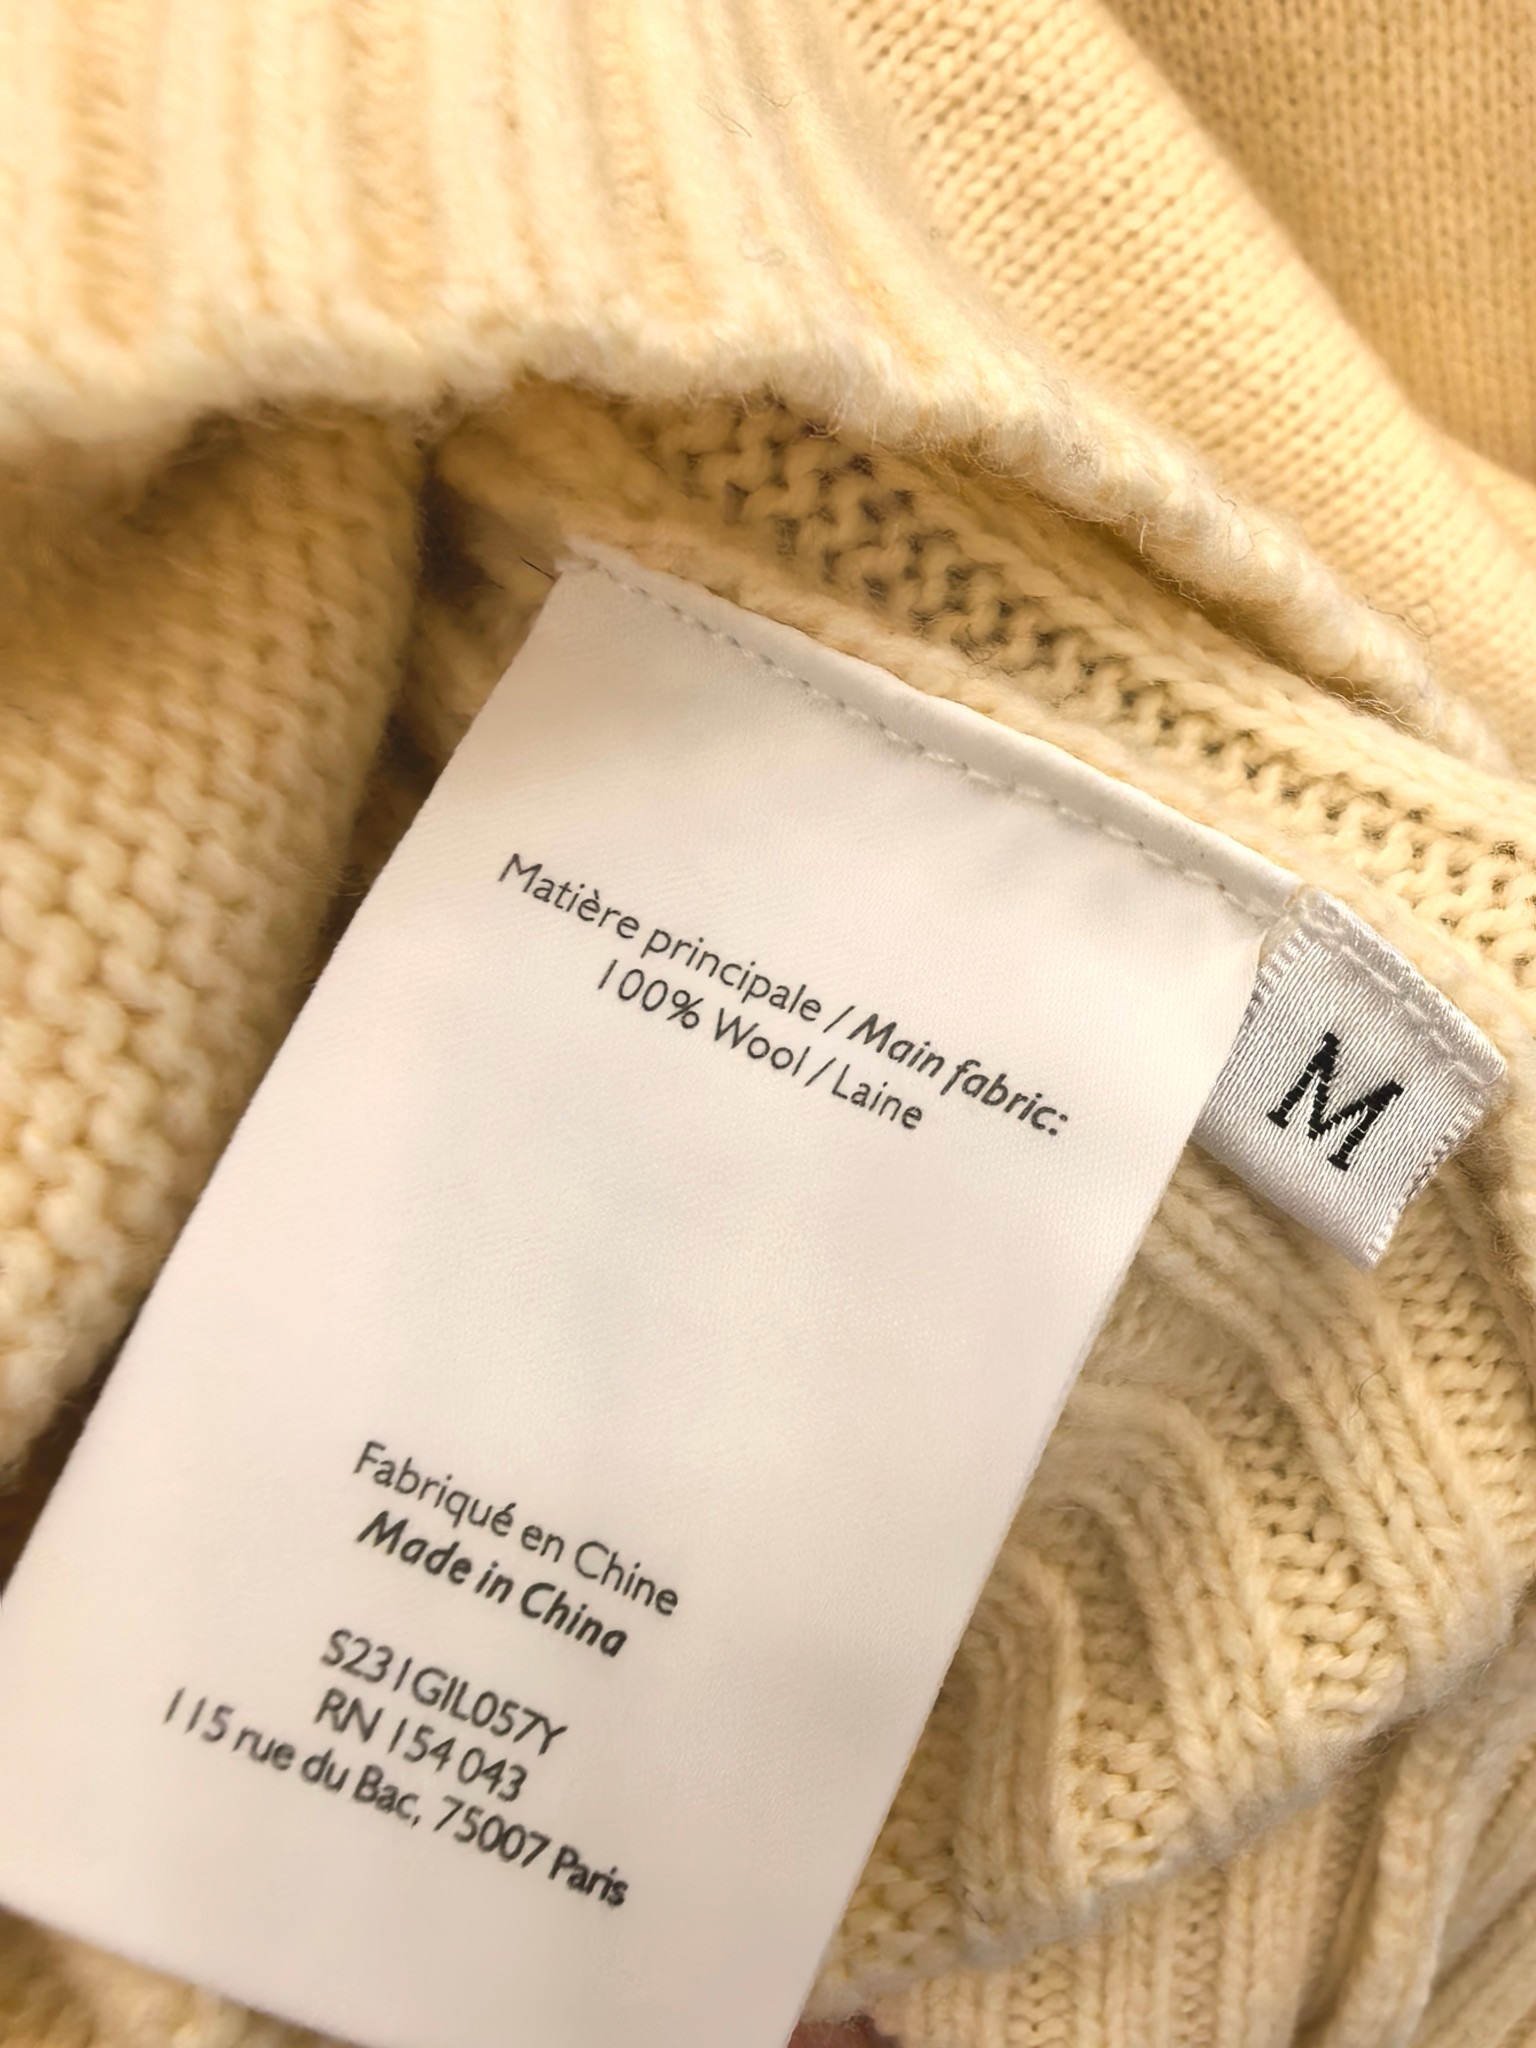 Matière principale / Main fabric:
100% Wool / Laine
M
Fabriqué en Chine
Made in China
S231GIL057Y
RN 154 043
115 rue du Bac, 75007 Paris